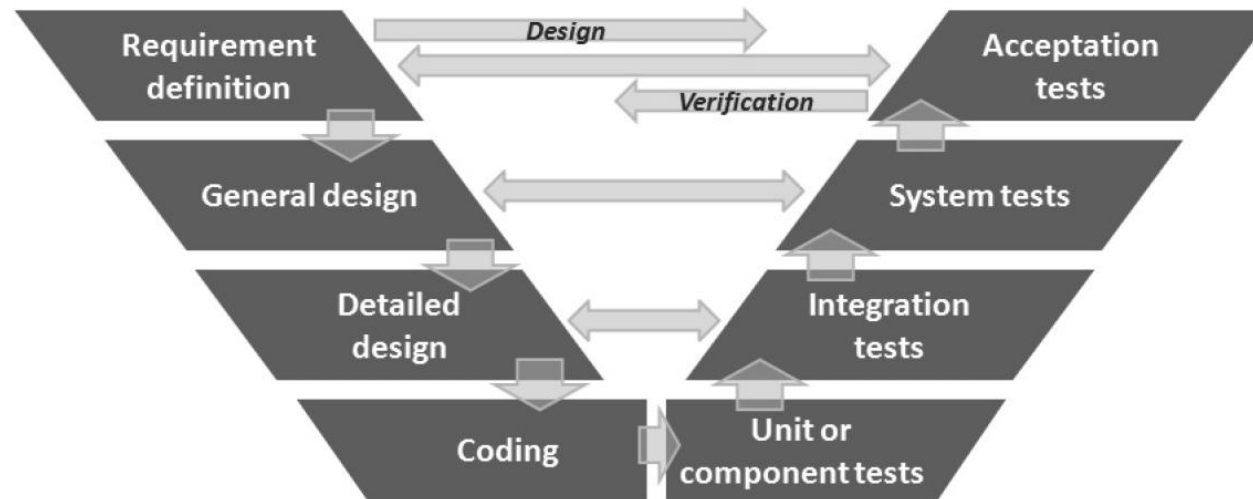 Requirement
definition
Design
Verification
Acceptation
tests
General design
System tests
Detailed
design
Integration
tests
Coding
Unit or
component tests